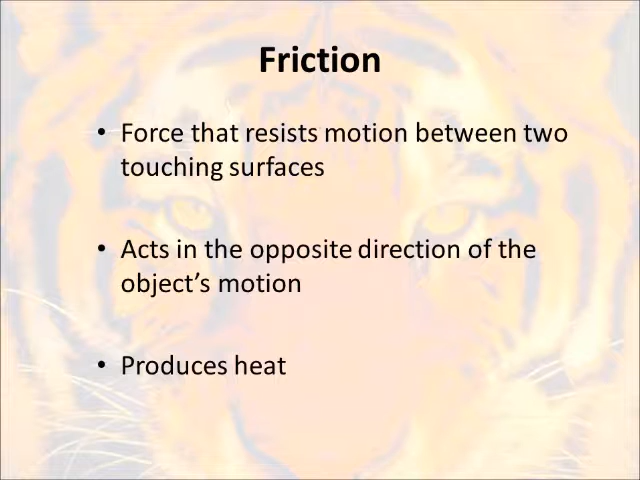 Friction
• Force that resists motion between two
touching surfaces
• Acts in the opposite direction of the
object’s motion
• Produces heat